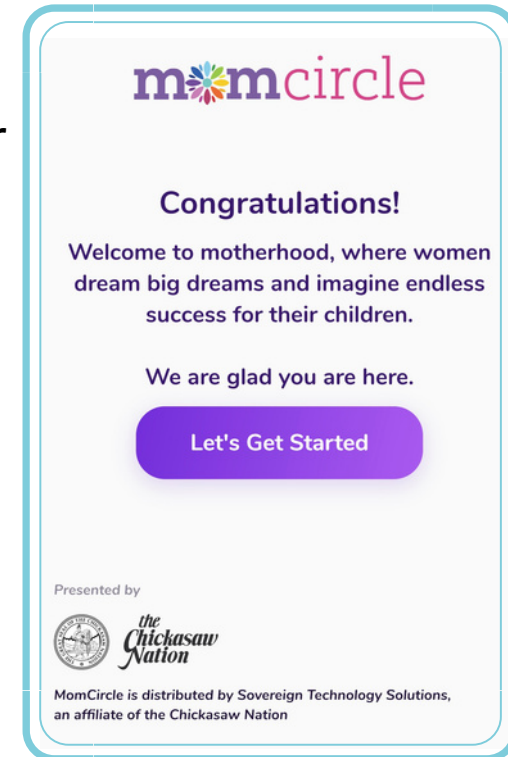 momcircle
Congratulations!
Welcome to motherhood, where women
dream big dreams and imagine endless
success for their children.
We are glad you are here.
Let's Get Started
Presented by
the
Chickasaw
Nation
MomCircle is distributed by Sovereign Technology Solutions,
an affiliate of the Chickasaw Nation